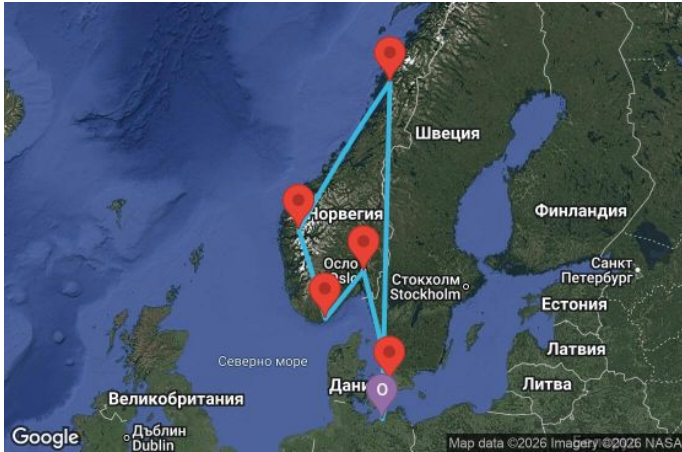 Швеция
Норвегия
Финландия
Осло
Oslo
Санкт
Петербург
Стокхолм
Stockholm
Естония
Северно море
Латвия
Дани
Литва
Великобритания
Дъблин
Dublin
O
Google
Map data ©2026 Imagery ©2026 NASA